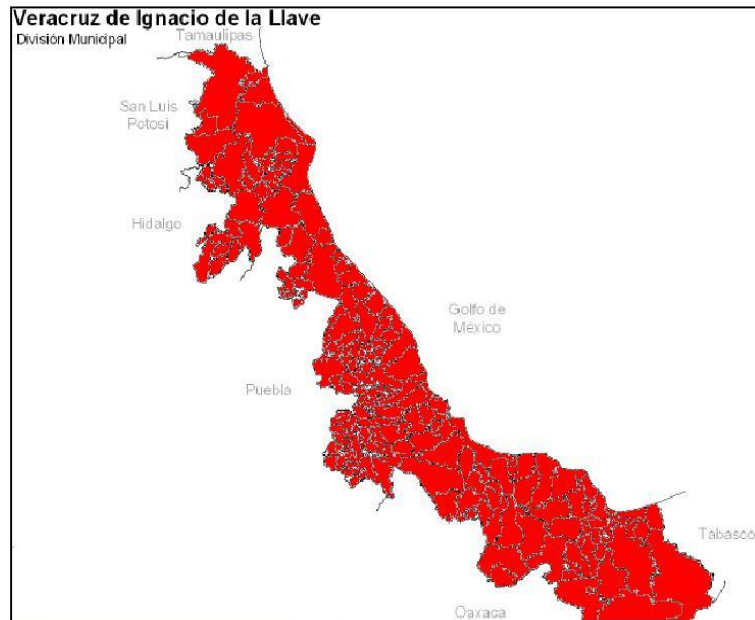 Veracruz de Ignacio de la Llave
División Municipal
Tamaulipas
San Luis
Potosí
Hidalgo
Golfo de
México
Puebla
Tabasco
Oaxaca